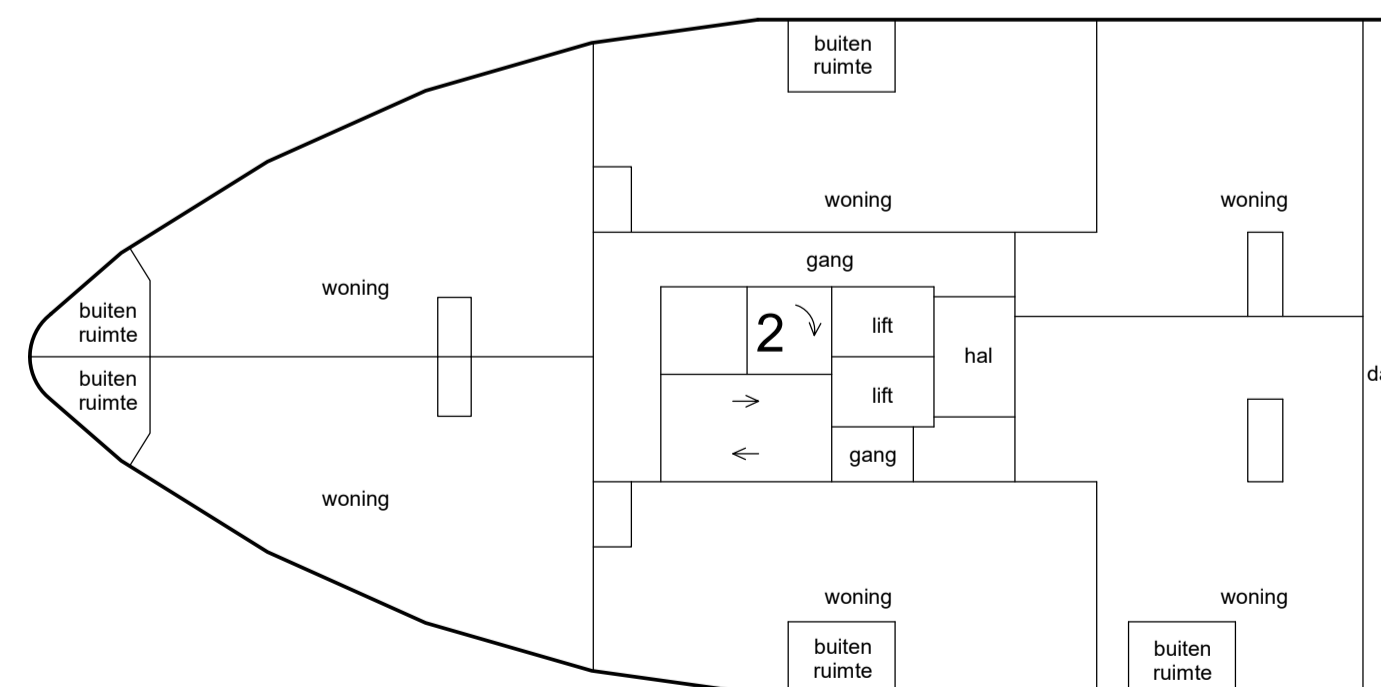 buiten
ruimte
woning
woning
gang
woning
buiten
ruimte
2
lift
hal
buiten
ruimte
da
lift
gang
woning
woning
woning
buiten
ruimte
buiten
ruimte